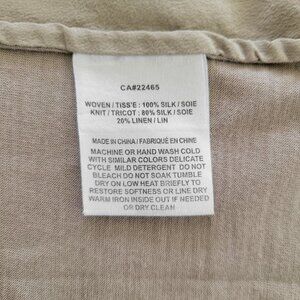 CA#22465
WOVEN / TISS'E : 100% SILK / SOIE
KNIT / TRICOT : 80% SILK / SOIE
20% LINEN / LIN
MADE IN CHINA / FABRIQUÉ EN CHINE
MACHINE OR HAND WASH COLD
WITH SIMILAR COLORS DELICATE
CYCLE MILD DETERGENT DO NOT
BLEACH DO NOT SOAK TUMBLE
DRY ON LOW HEAT BRIEFLY TO
RESTORE SOFTNESS OR LINE DRY
WARM IRON INSIDE OUT IF NEEDED
OR DRY CLEAN